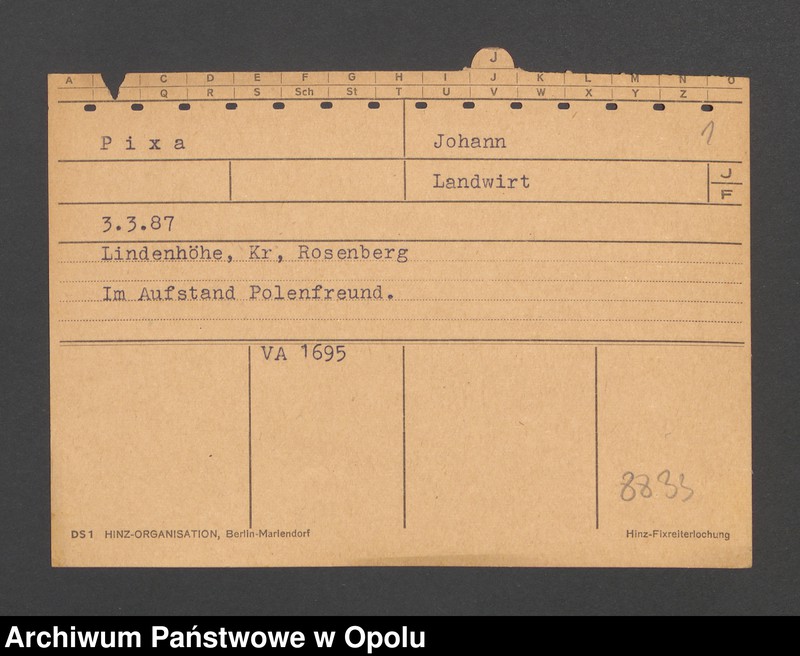 J
A C D E F G H I J K L M N O
Q R S Sch St T U V W X Y Z
Pixa Johann 1
Landwirt J
F
3.3.87
Lindenhöhe, Kr, Rosenberg
Im Aufstand Polenfreund.
VA 1695
8833
DS1 HINZ-ORGANISATION, Berlin-Mariendorf Hinz-Fixreiterlochung
Archiwum Państwowe w Opolu